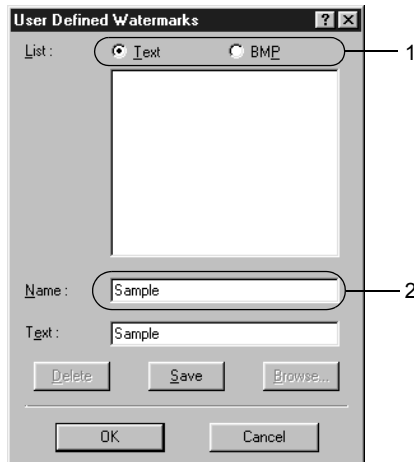 User Defined Watermarks ? ×
List : Text BMP 1
Name : Sample 2
Text : Sample
Delete Save Browse...
OK Cancel